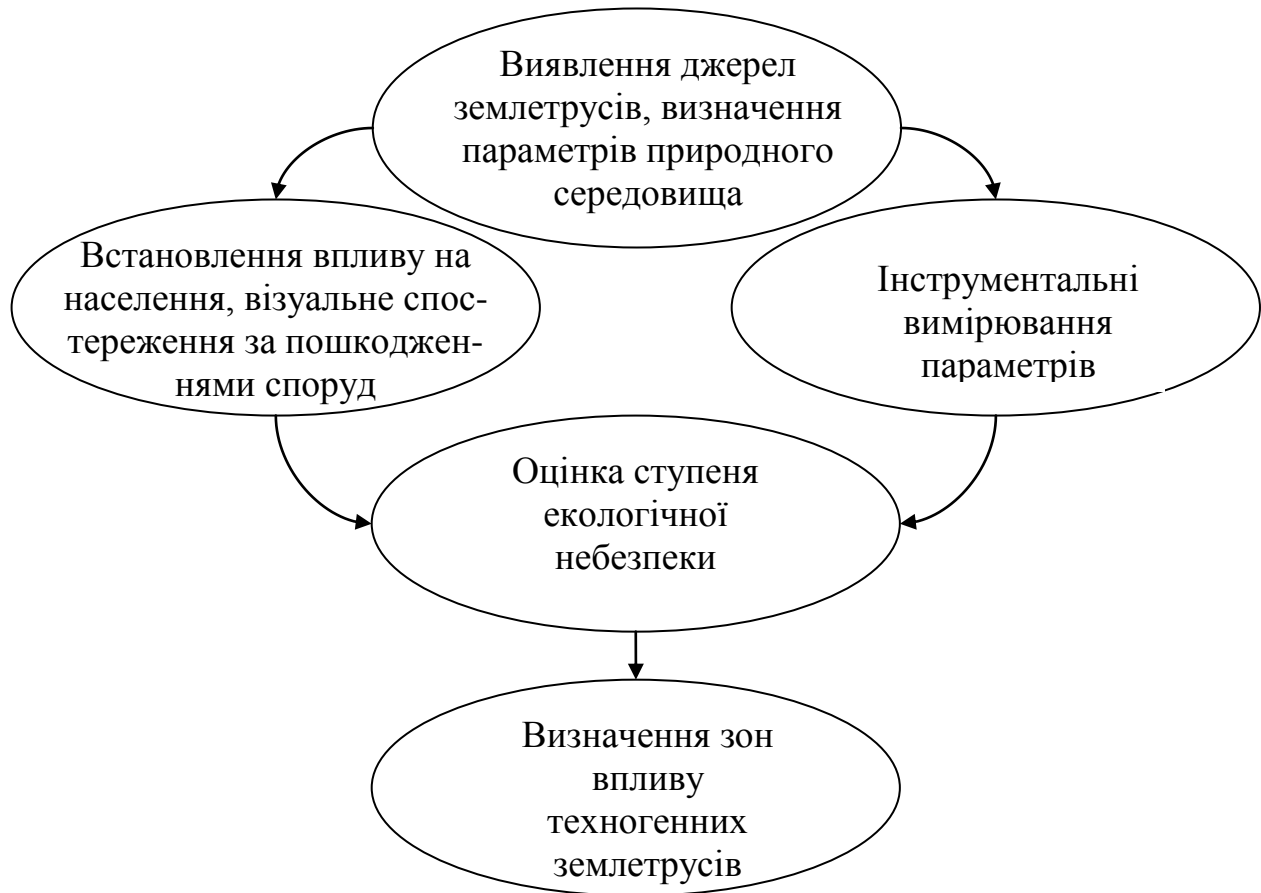 Виявлення джерел
землетрусів, визначення
параметрів природного
середовища
Встановлення впливу на
населення, візуальне спос-
тереження за пошкоджен-
нями споруд
Інструментальні
вимірювання
параметрів
Оцінка ступеня
екологічної
небезпеки
Визначення зон
впливу
техногенних
землетрусів